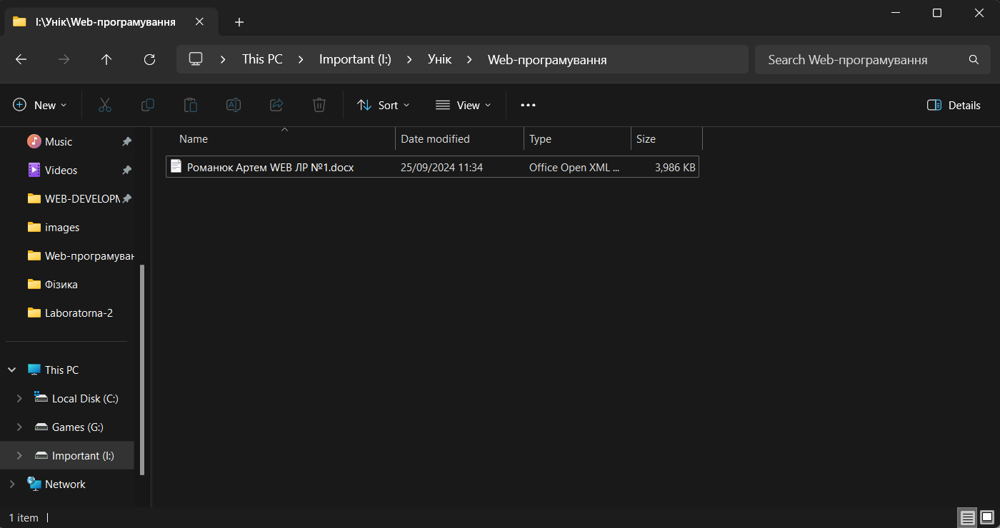 I:\Унік\Web-програмування
This PC Important (I:) Унік Web-програмування Search Web-програмування
New Sort View Details
Name Date modified Type Size
Романюк Артем WEB ЛР №1.docx 25/09/2024 11:34 Office Open XML ... 3,986 KB
Music
Videos
WEB-DEVELOPM
images
Web-програмуван
Фізика
Laboratorna-2
This PC
Local Disk (C:)
Games (G:)
Important (I:)
Network
1 item